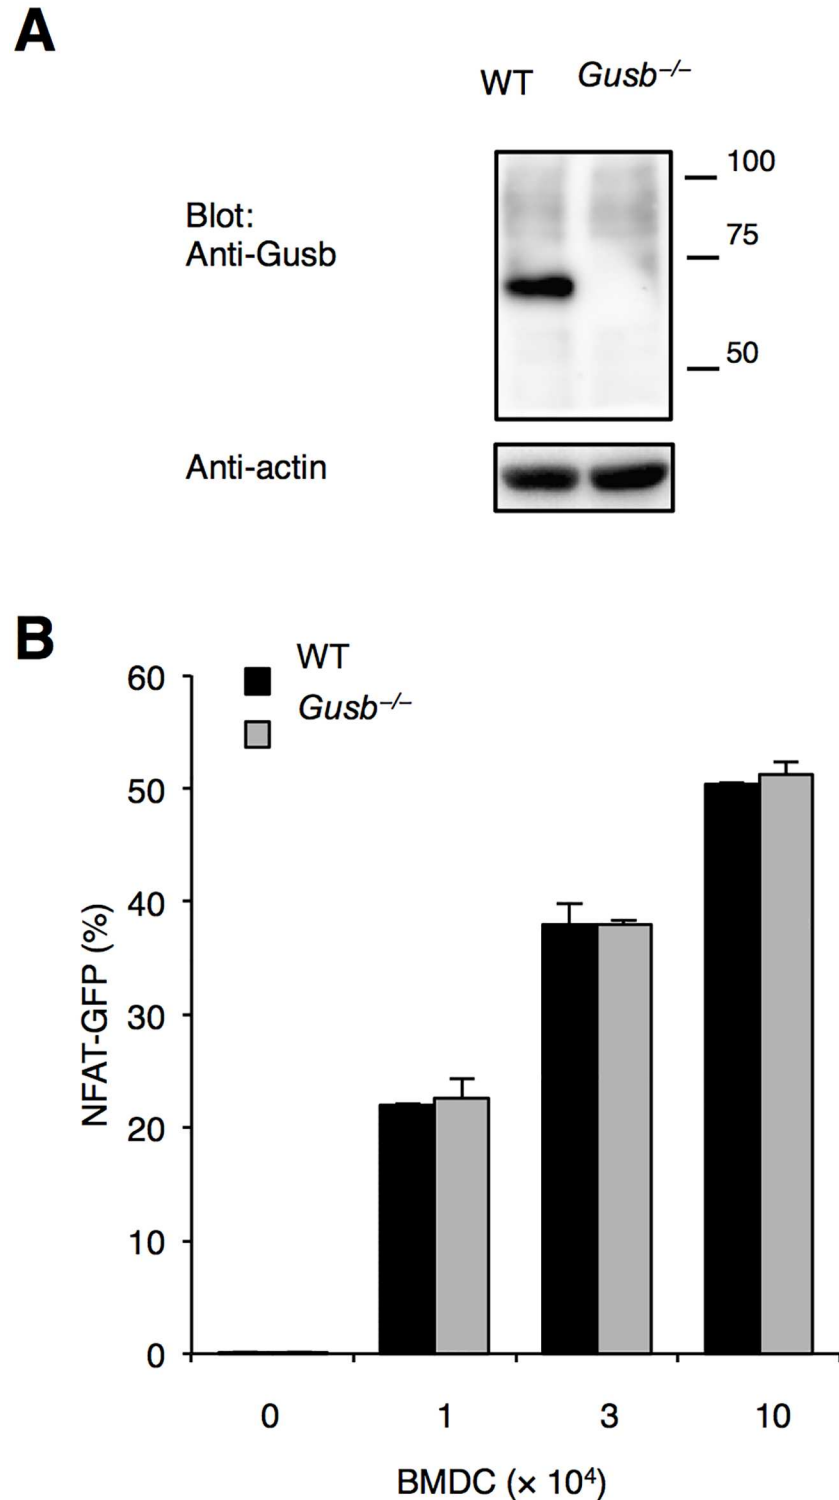 A
WT Gusb–/–
100
Blot:
75
Anti-Gusb
50
Anti-actin
B
WT
Gusb–/–
60
50
40
30
20
10
0
NFAT-GFP (%)
0 1 3 10
BMDC (× 10⁴)